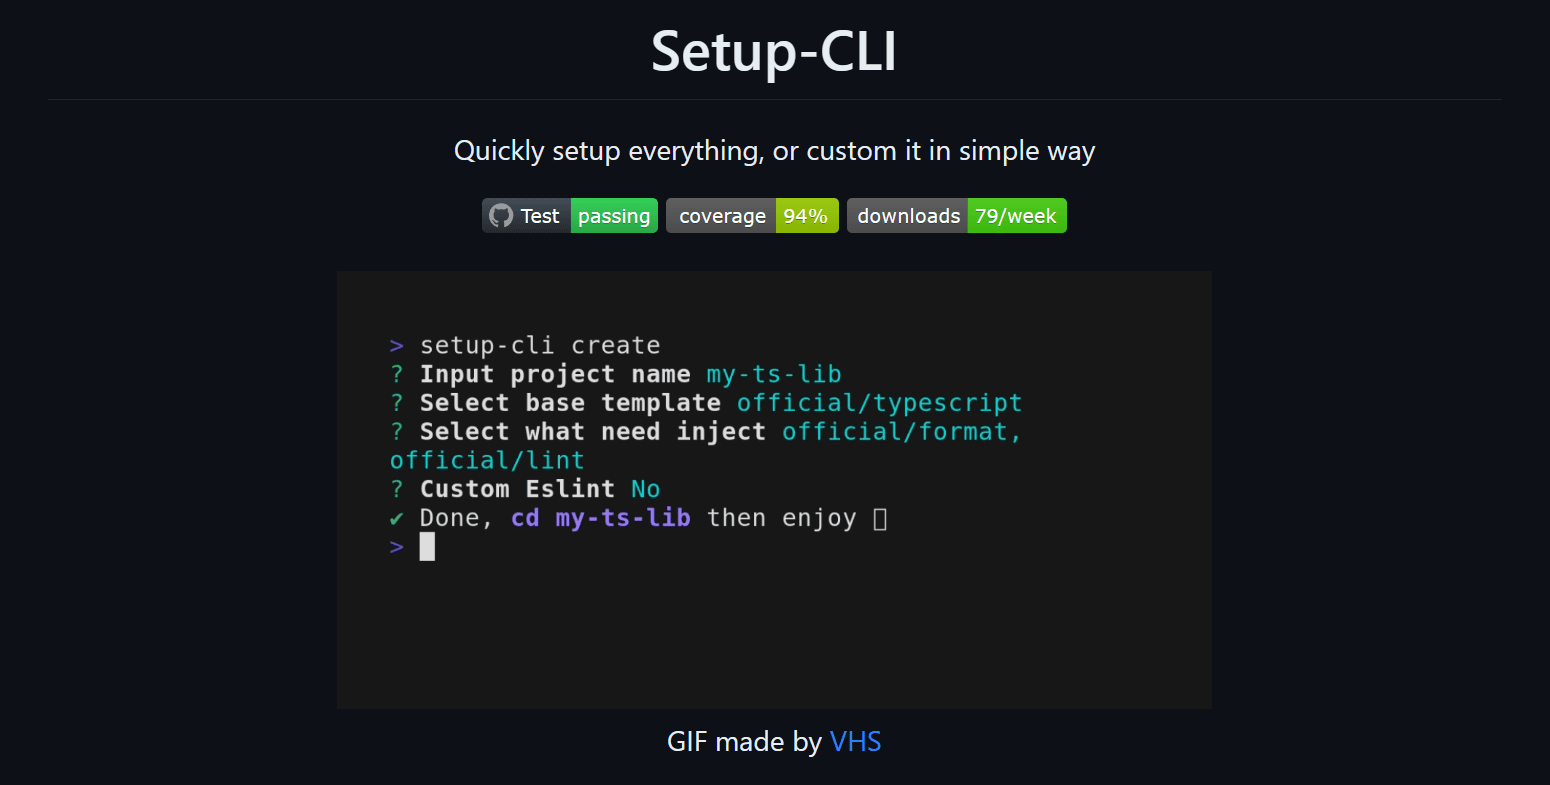 Setup-CLI
Quickly setup everything, or custom it in simple way
Test passing coverage 94% downloads 79/week
> setup-cli create
? Input project name my-ts-lib
? Select base template official/typescript
? Select what need inject official/format,
official/lint
? Custom Eslint No
✔ Done, cd my-ts-lib then enjoy
>
GIF made by VHS